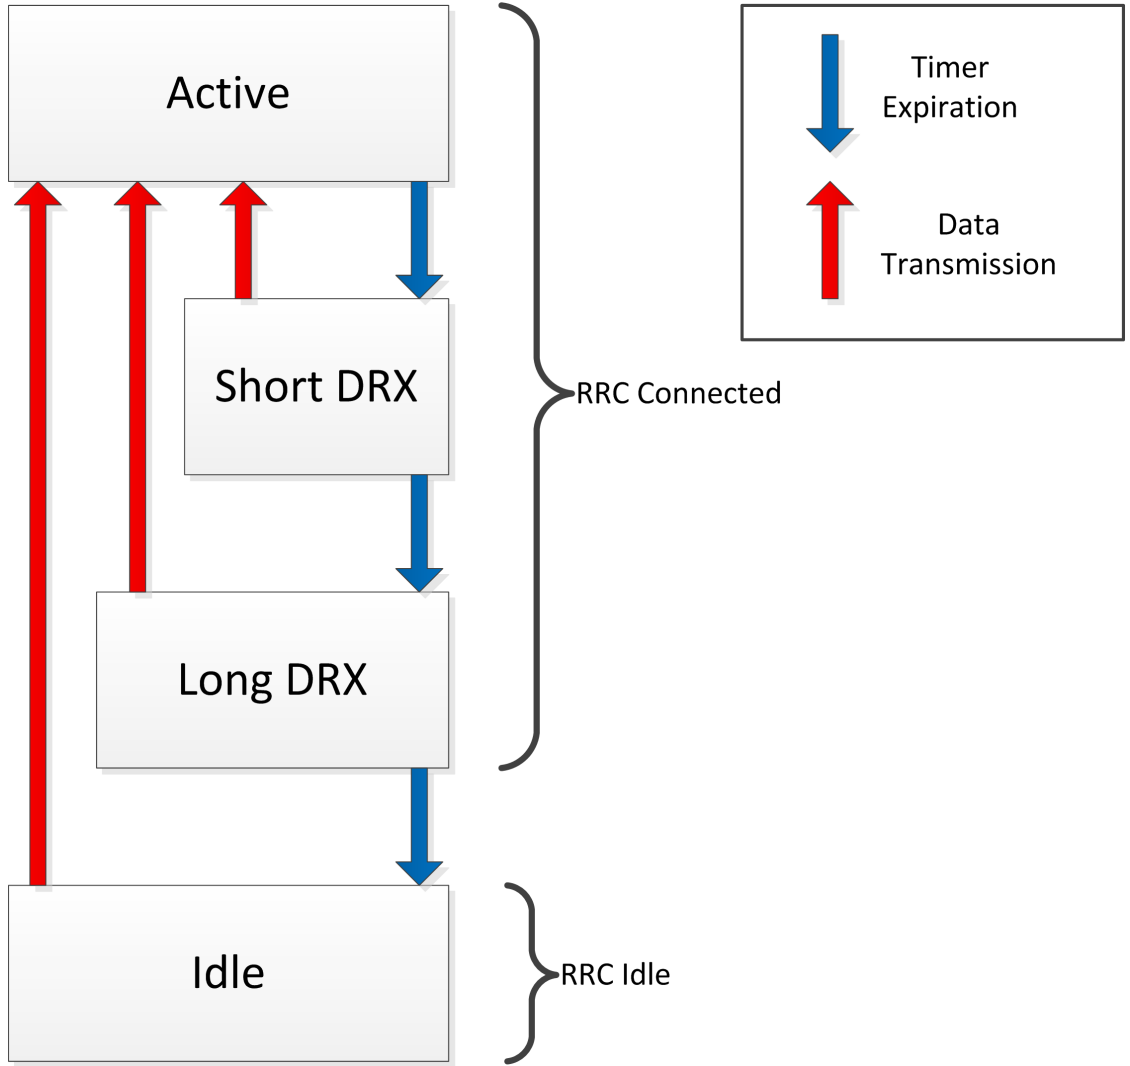 Active
Timer
Expiration
Data
Transmission
Short DRX
RRC Connected
Long DRX
Idle
RRC Idle